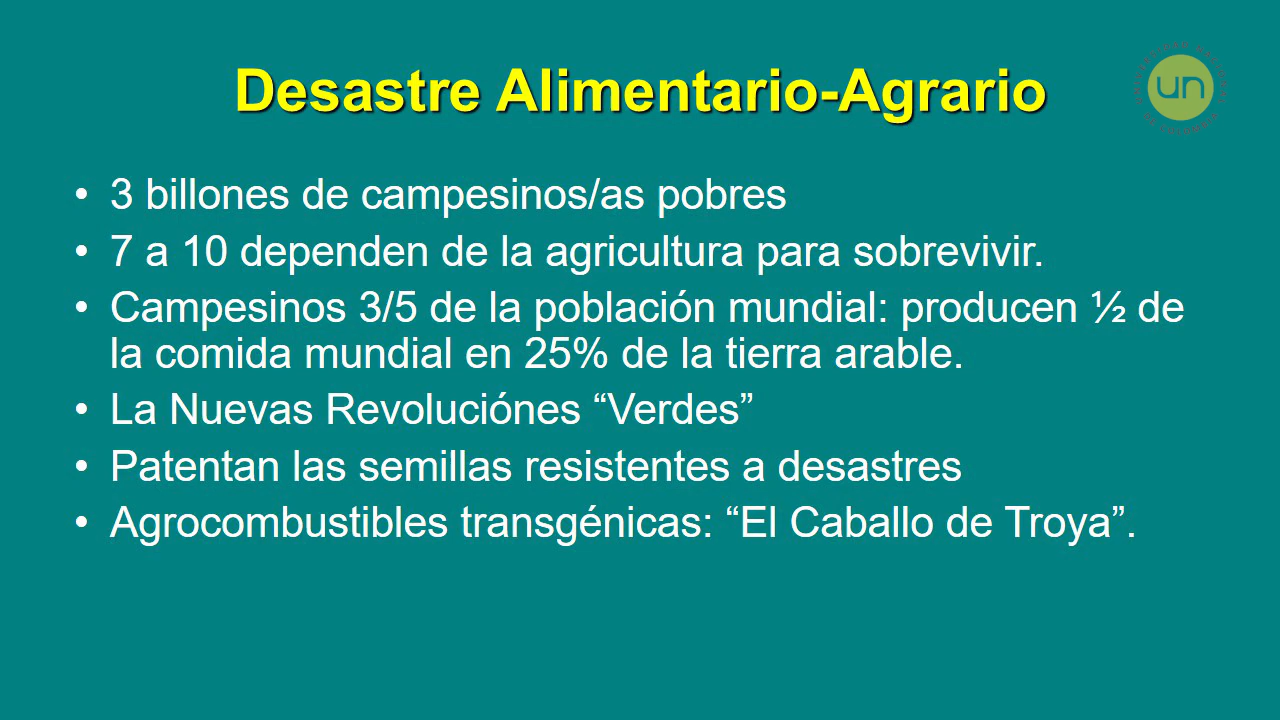 Desastre Alimentario-Agrario
un
• 3 billones de campesinos/as pobres
• 7 a 10 dependen de la agricultura para sobrevivir.
• Campesinos 3/5 de la población mundial: producen ½ de
la comida mundial en 25% de la tierra arable.
• La Nuevas Revoluciónes “Verdes”
• Patentan las semillas resistentes a desastres
• Agrocombustibles transgénicas: “El Caballo de Troya”.